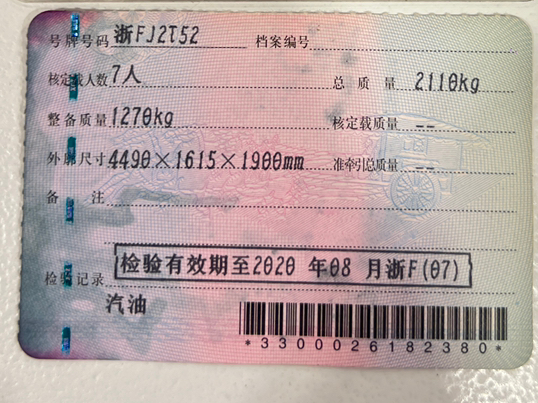 号牌号码 浙FJ2T52 档案编号
核定载人数 7人 总质量 2110kg
整备质量 1270kg 核定载质量 --
外廓尺寸 4490×1615×1900mm 准牵引总质量 --
备注
检验记录 检验有效期至2020 年08 月浙F(07)
汽油
*3300026182380*